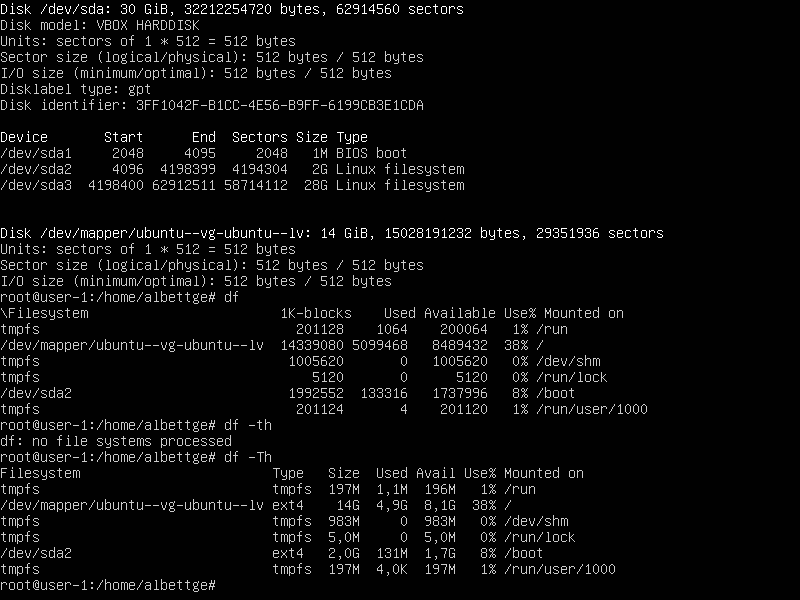 Disk /dev/sda: 30 GiB, 32212254720 bytes, 62914560 sectors
Disk model: VBOX HARDDISK
Units: sectors of 1 * 512 = 512 bytes
Sector size (logical/physical): 512 bytes / 512 bytes
I/O size (minimum/optimal): 512 bytes / 512 bytes
Disklabel type: gpt
Disk identifier: 3FF1042F-B1CC-4E56-B9FF-6199CB3E1CDA
Device       Start      End  Sectors Size Type
/dev/sda1     2048     4095     2048   1M BIOS boot
/dev/sda2     4096  4198399  4194304   2G Linux filesystem
/dev/sda3  4198400 62912511 58714112  28G Linux filesystem
Disk /dev/mapper/ubuntu--vg-ubuntu--lv: 14 GiB, 15028191232 bytes, 29351936 sectors
Units: sectors of 1 * 512 = 512 bytes
Sector size (logical/physical): 512 bytes / 512 bytes
I/O size (minimum/optimal): 512 bytes / 512 bytes
root@user-1:/home/albettge# df
\Filesystem                        1K-blocks    Used Available Use% Mounted on
tmpfs                                201128    1064    200064   1% /run
/dev/mapper/ubuntu--vg-ubuntu--lv  14339080 5099468   8489432  38% /
tmpfs                               1005620       0   1005620   0% /dev/shm
tmpfs                                  5120       0      5120   0% /run/lock
/dev/sda2                           1992552  133316   1737996   8% /boot
tmpfs                                201124       4    201120   1% /run/user/1000
root@user-1:/home/albettge# df -th
df: no file systems processed
root@user-1:/home/albettge# df -Th
Filesystem                        Type   Size  Used Avail Use% Mounted on
tmpfs                             tmpfs  197M  1,1M  196M   1% /run
/dev/mapper/ubuntu--vg-ubuntu--lv ext4    14G  4,9G  8,1G  38% /
tmpfs                             tmpfs  983M     0  983M   0% /dev/shm
tmpfs                             tmpfs  5,0M     0  5,0M   0% /run/lock
/dev/sda2                         ext4   2,0G  131M  1,7G   8% /boot
tmpfs                             tmpfs  197M  4,0K  197M   1% /run/user/1000
root@user-1:/home/albettge#